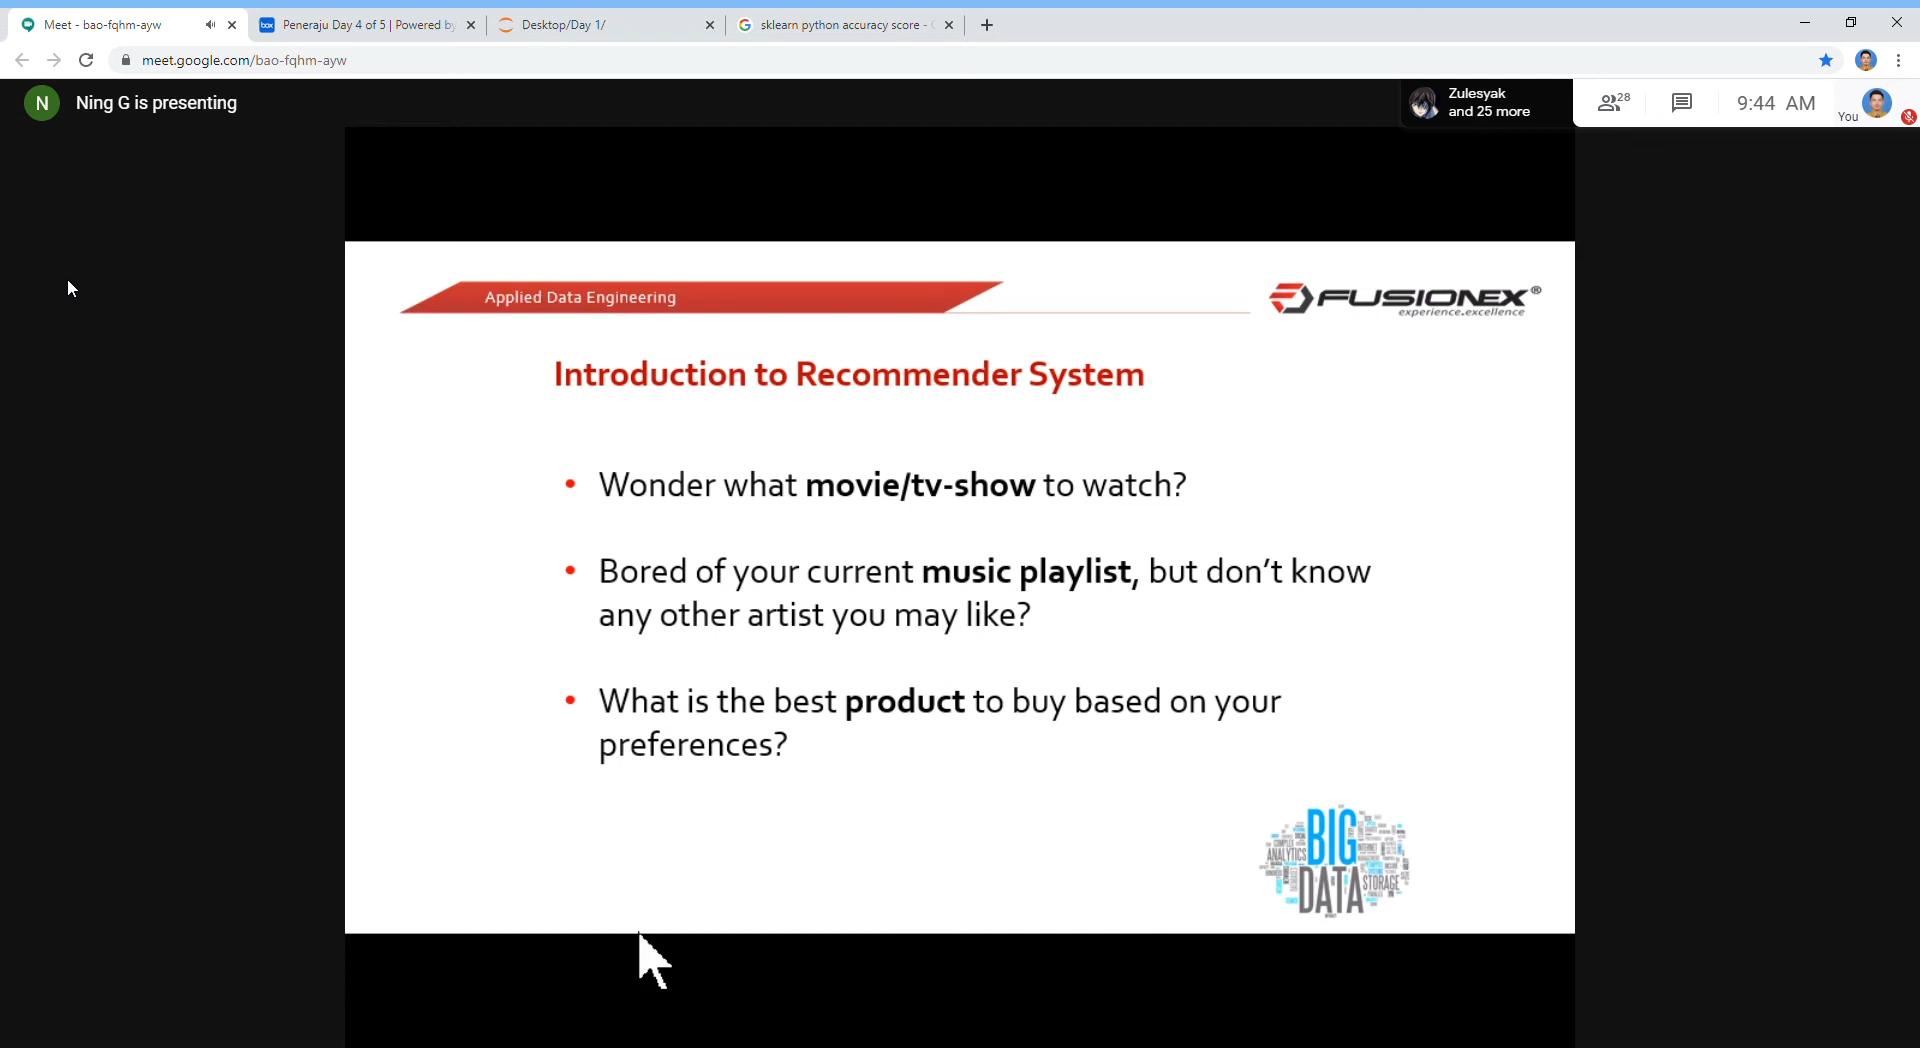 Meet - bao-fqhm-ayw
Peneraju Day 4 of 5 | Powered by
Desktop/Day 1/
sklearn python accuracy score -
meet.google.com/bao-fqhm-ayw
N
Ning G is presenting
Zulesyak
and 25 more
28
9:44 AM
You
Applied Data Engineering
FUSIONEX®
experience.excellence
Introduction to Recommender System
• Wonder what movie/tv-show to watch?
• Bored of your current music playlist, but don’t know
any other artist you may like?
• What is the best product to buy based on your
preferences?
BIG
ANALYTICS
DATA
STORAGE